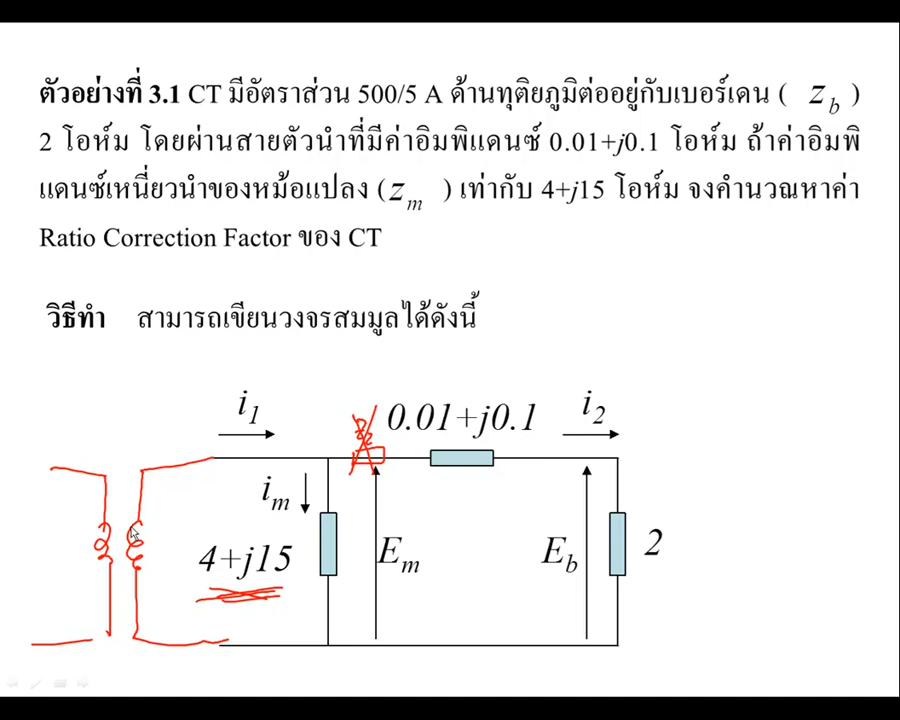 ตัวอย่างที่ 3.1 CT มีอัตราส่วน 500/5 A ด้านทุติยภูมิต่ออยู่กับเบอร์เดน ( z_b )
2 โอห์ม โดยผ่านสายตัวนำที่มีค่าอิมพิแดนซ์ 0.01+j0.1 โอห์ม ถ้าค่าอิมพิ
แดนซ์เหนี่ยวนำของหม้อแปลง (z_m ) เท่ากับ 4+j15 โอห์ม จงคำนวณหาค่า
Ratio Correction Factor ของ CT
วิธีทำ สามารถเขียนวงจรสมมูลได้ดังนี้
i_1 0.01+j0.1 i_2
i_m
4+j15 E_m E_b 2